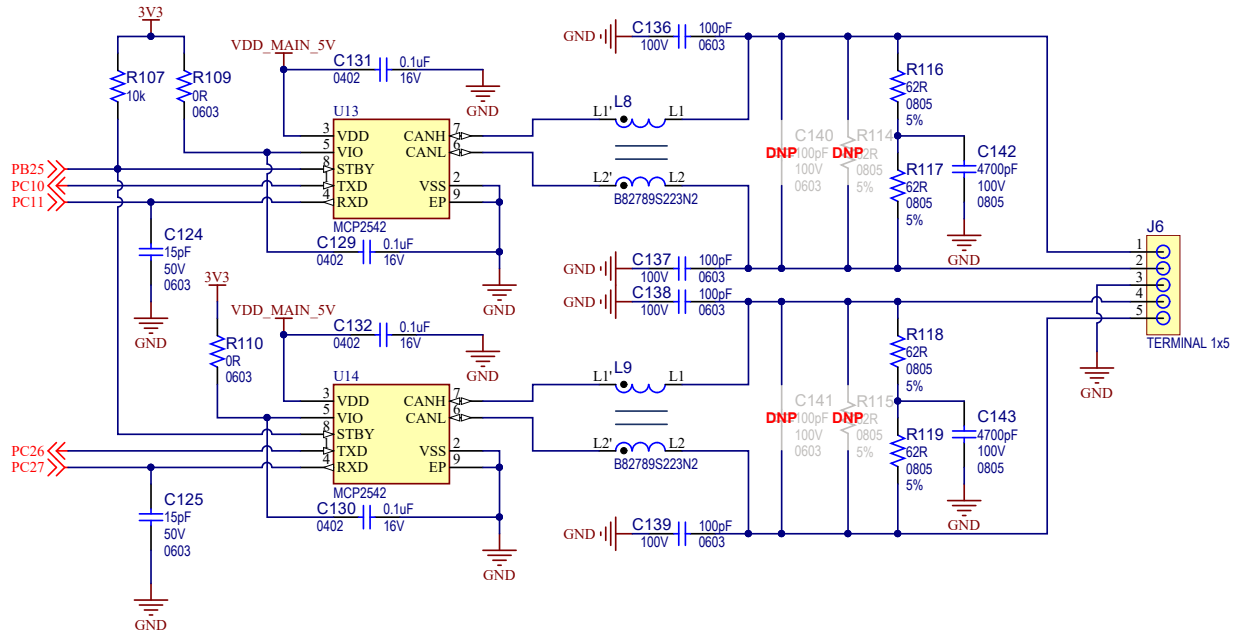 3V3
R107
10k
R109
0R
0603
VDD_MAIN_5V
C131
0402
0.1uF
16V
GND
U13
3 VDD
5 VIO
8 STBY
1 TXD
4 RXD
CANH 7
CANL 6
VSS 2
EP 9
MCP2542
PB25
PC10
PC11
C124
15pF
50V
0603
GND
C129
0402
0.1uF
16V
GND
GND
C136
100V
100pF
0603
L8
L1' L1
L2' L2
B82789S223N2
C140
100pF
100V
0603
DNP
R114
62R
0805
5%
DNP
R116
62R
0805
5%
R117
62R
0805
5%
C142
4700pF
100V
0805
GND
GND
C137
100V
100pF
0603
GND
C138
100V
100pF
0603
J6
1
2
3
4
5
TERMINAL 1x5
GND
3V3
R110
0R
0603
VDD_MAIN_5V
C132
0402
0.1uF
16V
GND
U14
3 VDD
5 VIO
8 STBY
1 TXD
4 RXD
CANH 7
CANL 6
VSS 2
EP 9
MCP2542
PC26
PC27
C125
15pF
50V
0603
GND
C130
0402
0.1uF
16V
GND
L9
L1' L1
L2' L2
B82789S223N2
C141
100pF
100V
0603
DNP
R115
62R
0805
5%
DNP
R118
62R
0805
5%
R119
62R
0805
5%
C143
4700pF
100V
0805
GND
GND
C139
100V
100pF
0603